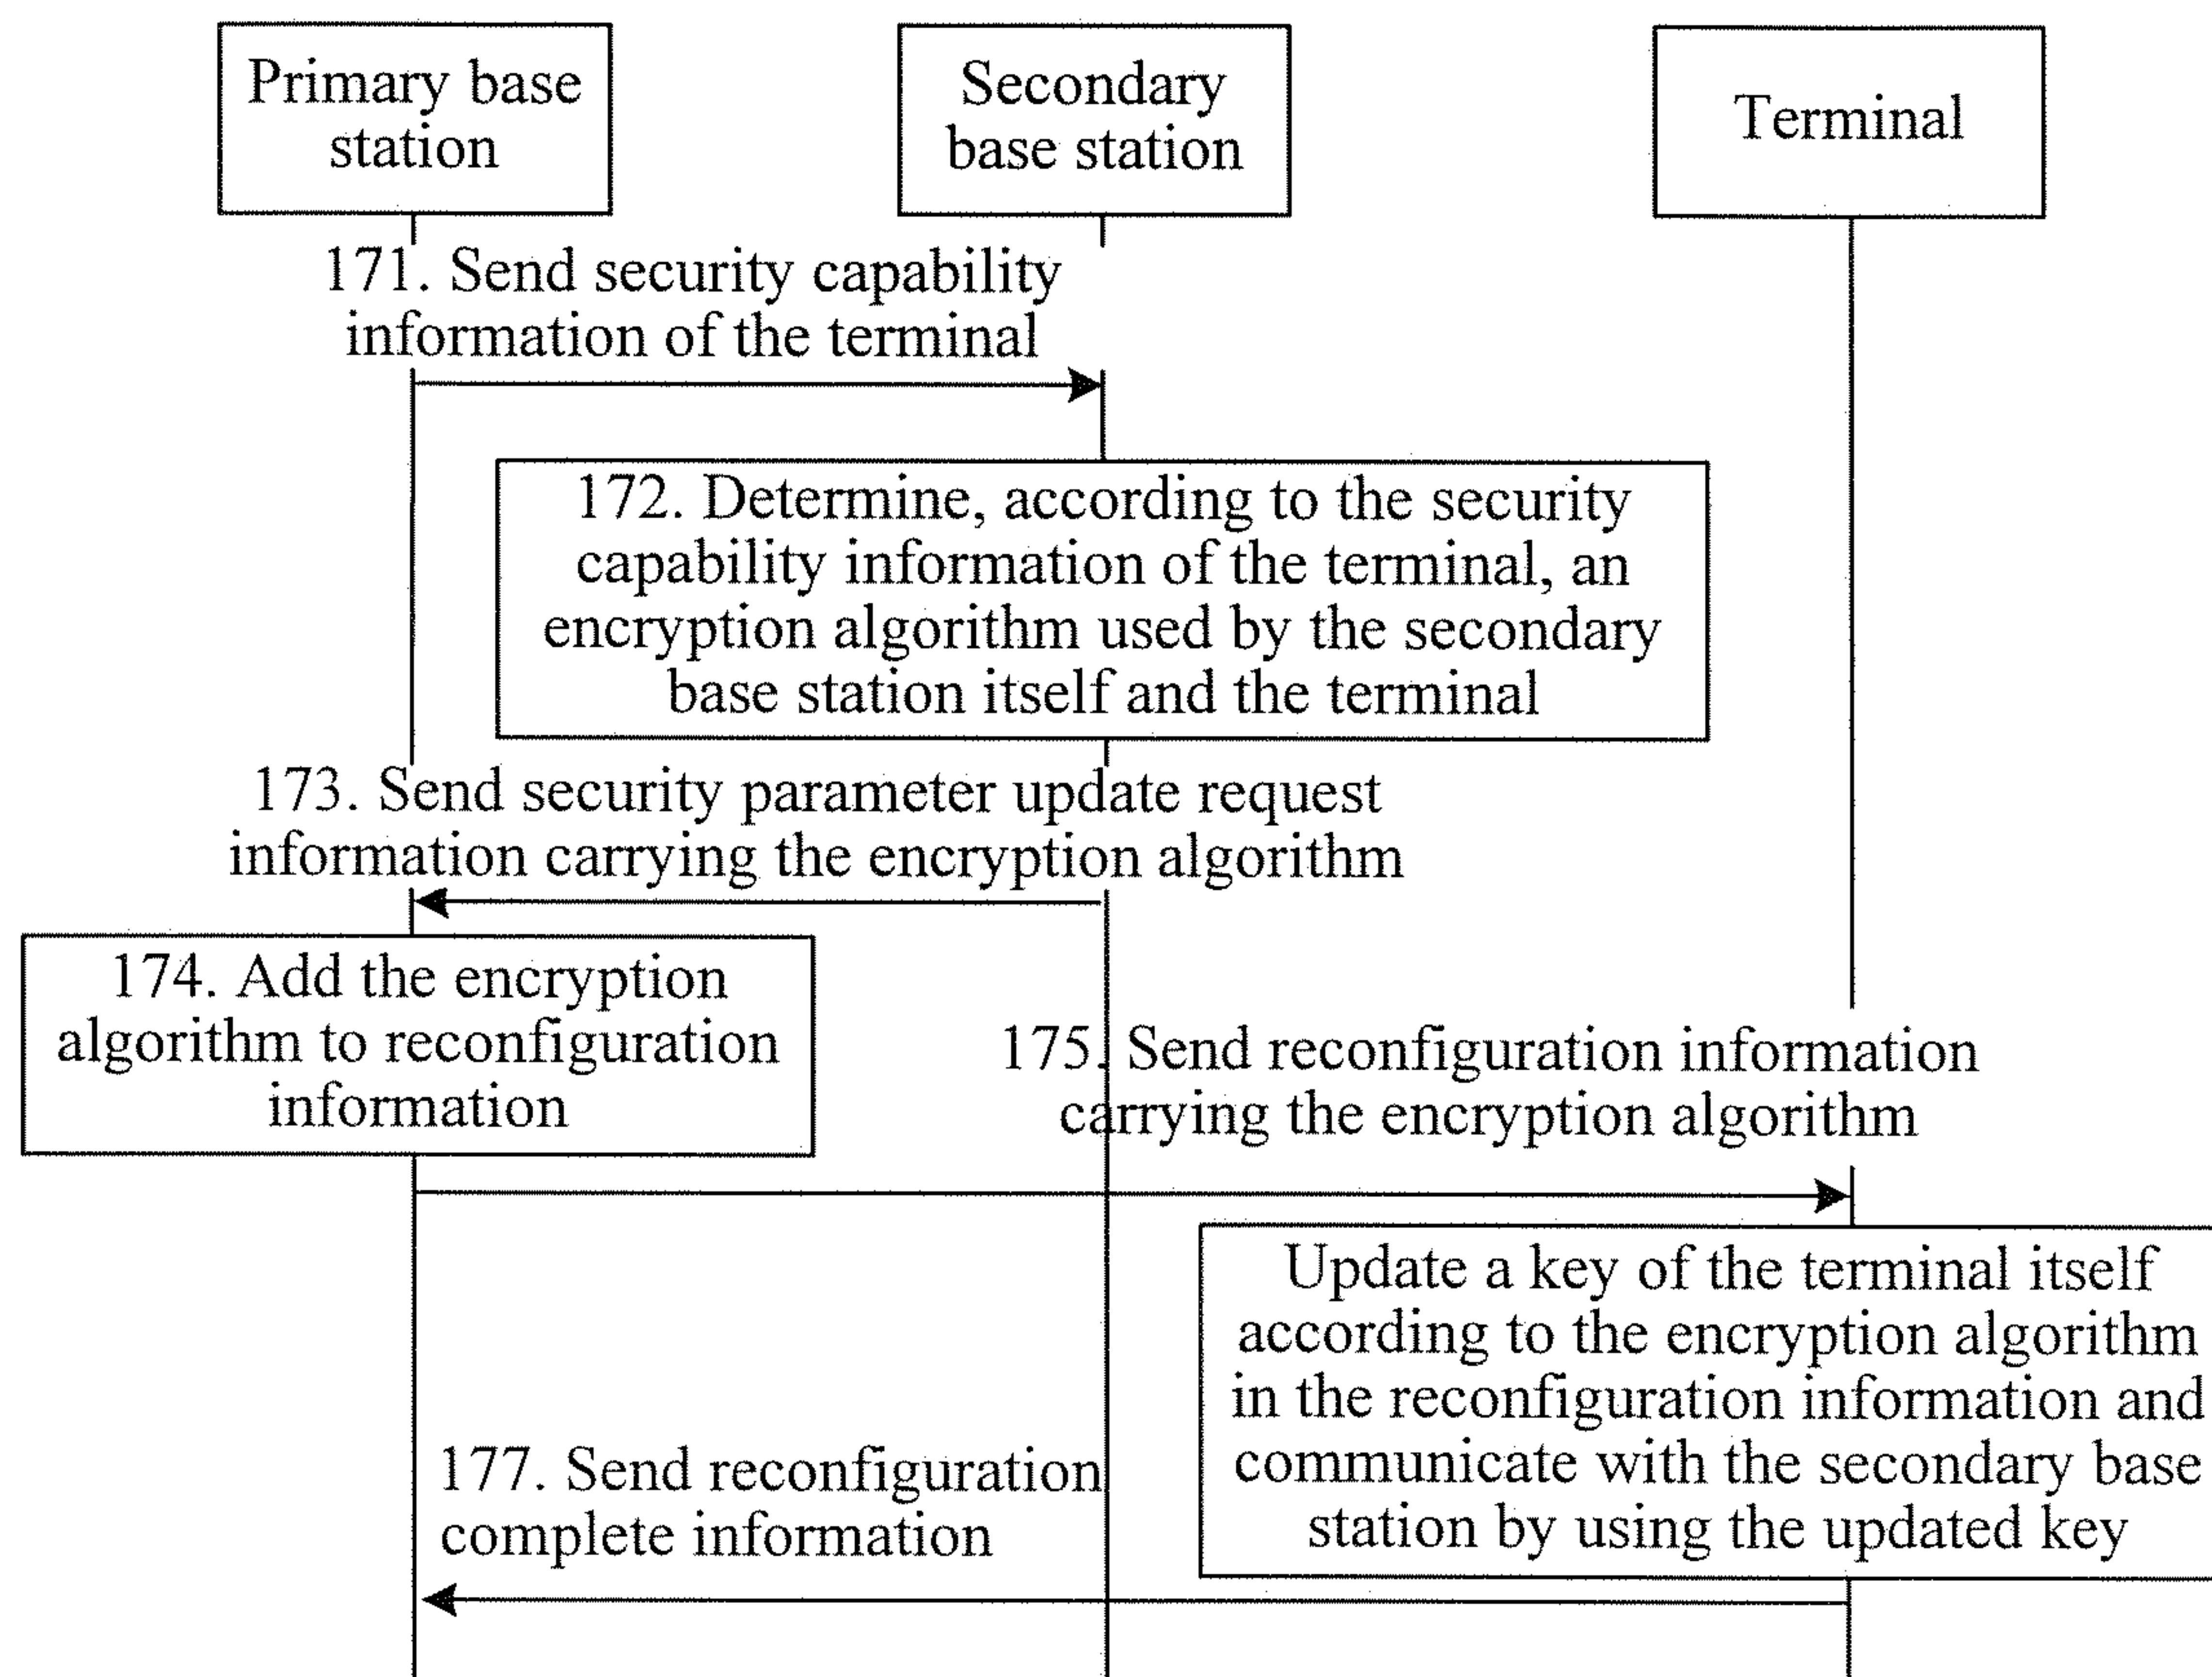 Primary base
station
Secondary
base station
Terminal
171. Send security capability
information of the terminal
172. Determine, according to the security
capability information of the terminal, an
encryption algorithm used by the secondary
base station itself and the terminal
173. Send security parameter update request
information carrying the encryption algorithm
174. Add the encryption
algorithm to reconfiguration
information
175. Send reconfiguration information
carrying the encryption algorithm
Update a key of the terminal itself
according to the encryption algorithm
in the reconfiguration information and
communicate with the secondary base
station by using the updated key
177. Send reconfiguration
complete information